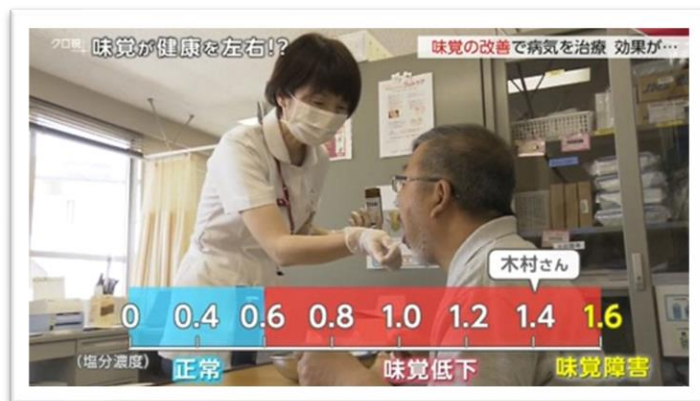 クロ現+
味覚が健康を左右!?
味覚の改善で病気を治療 効果が…
木村さん
0 0.4 0.6 0.8 1.0 1.2 1.4 1.6
(塩分濃度) 正常 味覚低下 味覚障害